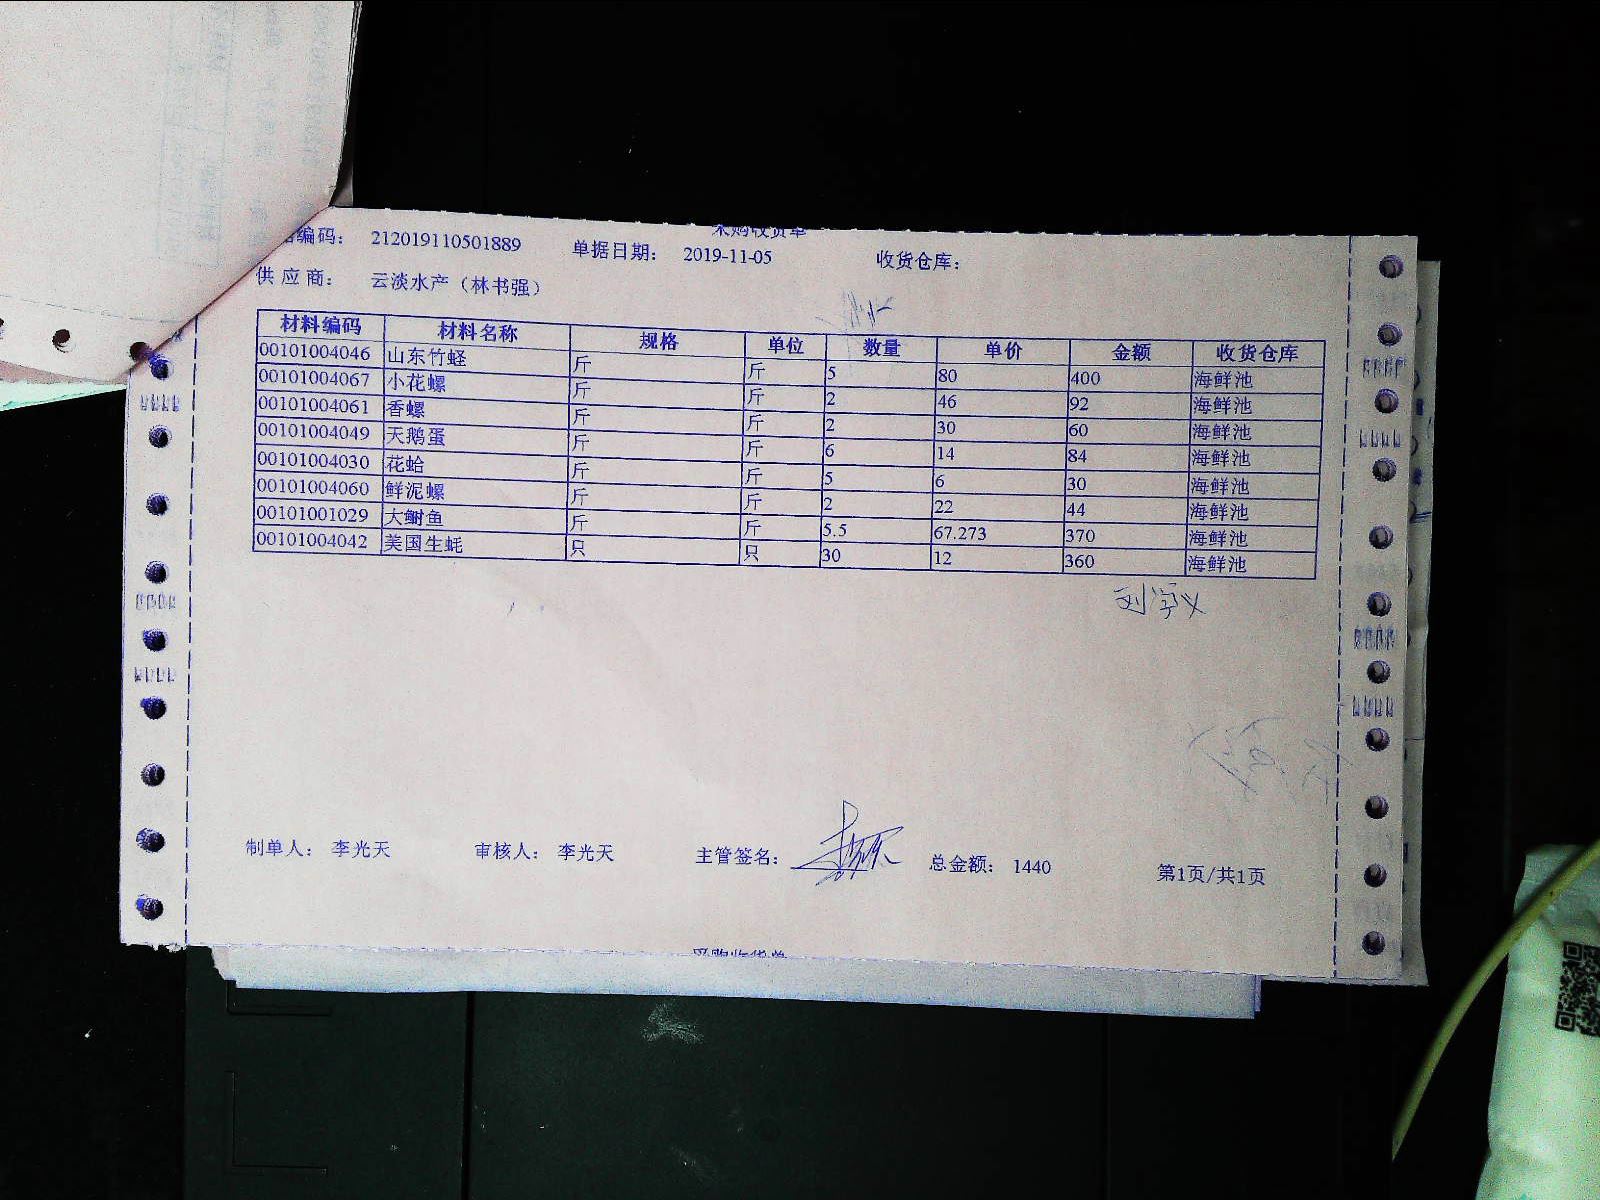 采购收货单
编码： 212019110501889 单据日期： 2019-11-05 收货仓库：
供应商： 云淡水产（林书强）
材料编码 材料名称 规格 单位 数量 单价 金额 收货仓库
00101004046 山东竹蛏 斤 斤 5 80 400 海鲜池
00101004067 小花螺 斤 斤 2 46 92 海鲜池
00101004061 香螺 斤 斤 2 30 60 海鲜池
00101004049 天鹅蛋 斤 斤 6 14 84 海鲜池
00101004030 花蛤 斤 斤 5 6 30 海鲜池
00101004060 鲜泥螺 斤 斤 2 22 44 海鲜池
00101001029 大鲋鱼 斤 斤 5.5 67.273 370 海鲜池
00101004042 美国生蚝 只 只 30 12 360 海鲜池
制单人： 李光天 审核人： 李光天 主管签名： 总金额： 1440 第1页/共1页
采购收货单